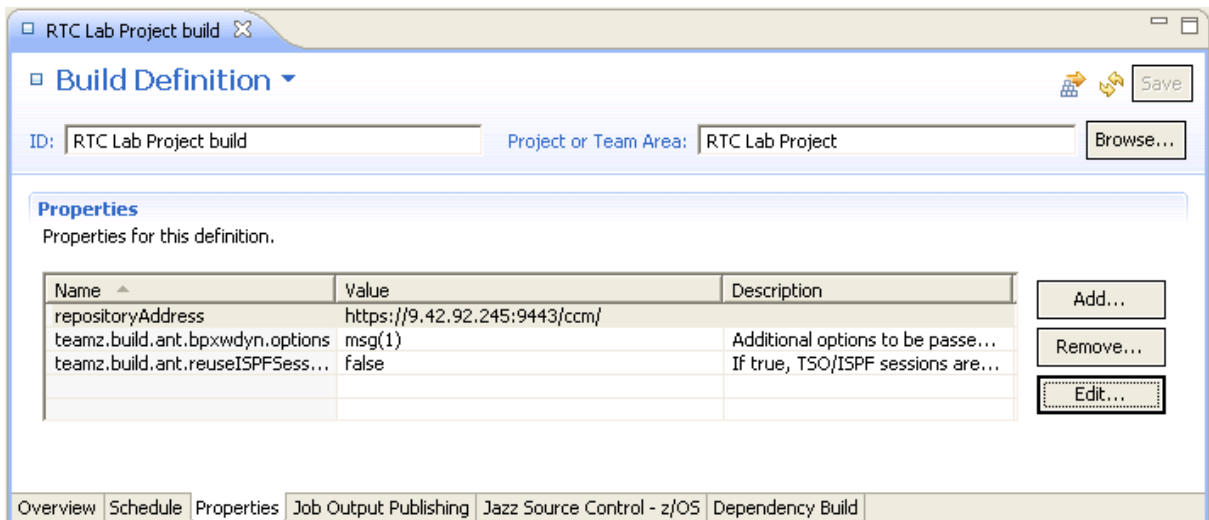 RTC Lab Project build
Build Definition
Save
ID: RTC Lab Project build Project or Team Area: RTC Lab Project Browse...
Properties
Properties for this definition.
Name Value Description
repositoryAddress https://9.42.92.245:9443/ccm/
teamz.build.ant.bpxwdyn.options msg(1) Additional options to be passe...
teamz.build.ant.reuseISPFSess... false If true, TSO/ISPF sessions are...
Add...
Remove...
Edit...
Overview Schedule Properties Job Output Publishing Jazz Source Control - z/OS Dependency Build